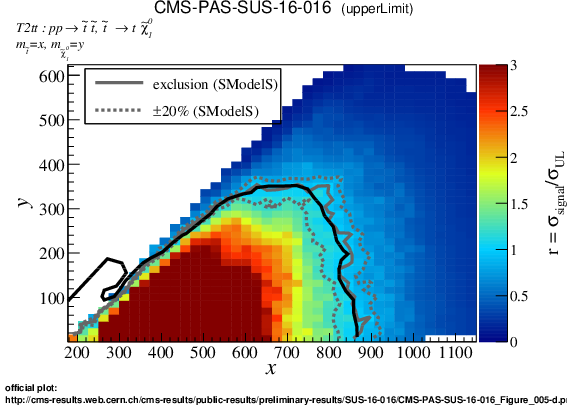 CMS-PAS-SUS-16-016 (upperLimit)
T2tt : pp → t̃ t̃, t̃ → t χ̃₁⁰
m_t̃=x, m_χ̃₁⁰=y
exclusion (SModelS)
±20% (SModelS)
600
500
400
300
200
100
y
200 300 400 500 600 700 800 900 1000 1100
x
3
2.5
2
1.5
1
0.5
0
r = σ_signal/σ_UL
official plot:
http://cms-results.web.cern.ch/cms-results/public-results/preliminary-results/SUS-16-016/CMS-PAS-SUS-16-016_Figure_005-d.p